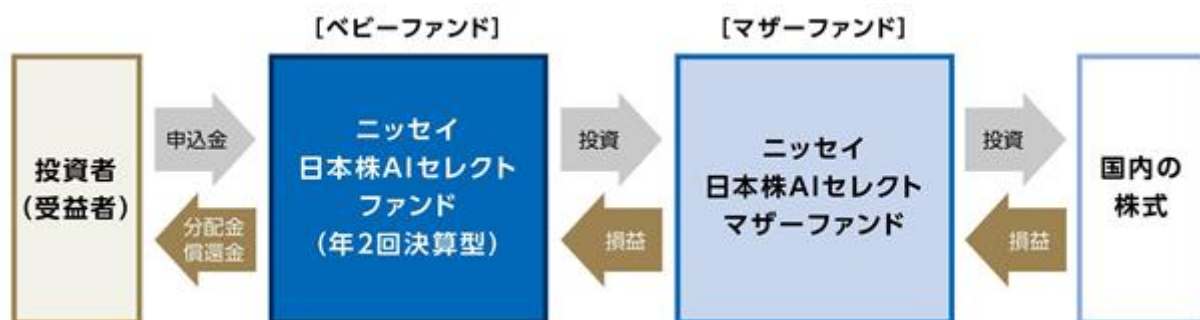 [ベビーファンド]
[マザーファンド]
投資者
(受益者)
申込金
分配金
償還金
ニッセイ
日本株AIセレクト
ファンド
(年2回決算型)
投資
損益
ニッセイ
日本株AIセレクト
マザーファンド
投資
損益
国内の
株式